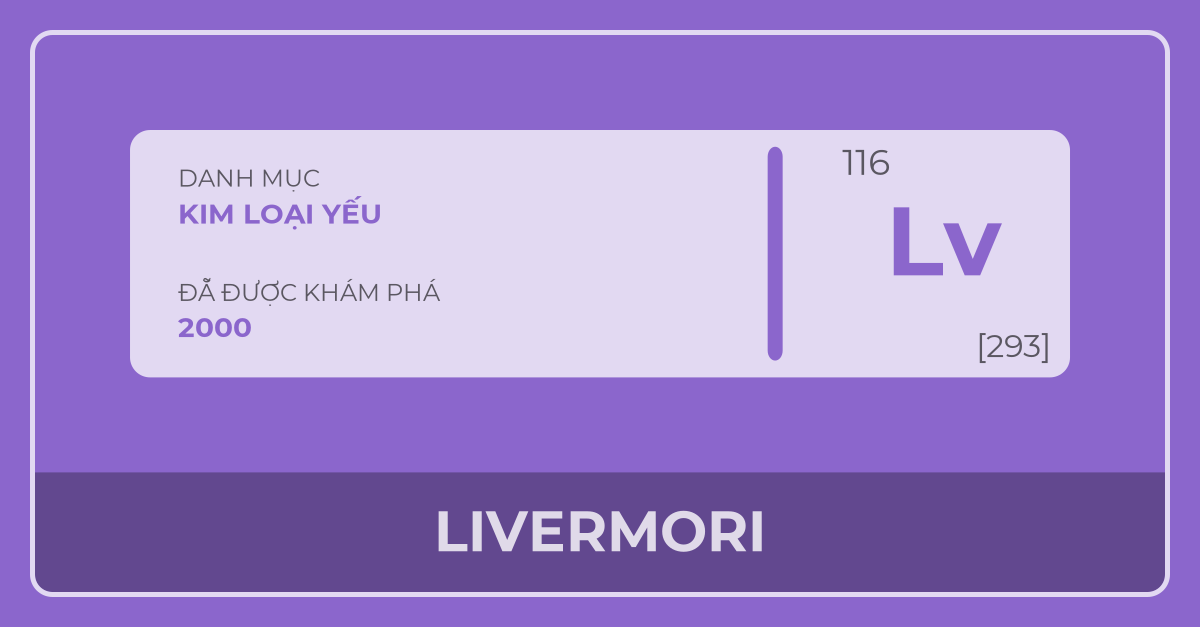 DANH MỤC
KIM LOẠI YẾU
ĐÃ ĐƯỢC KHÁM PHÁ
2000
116
Lv
[293]
LIVERMORI